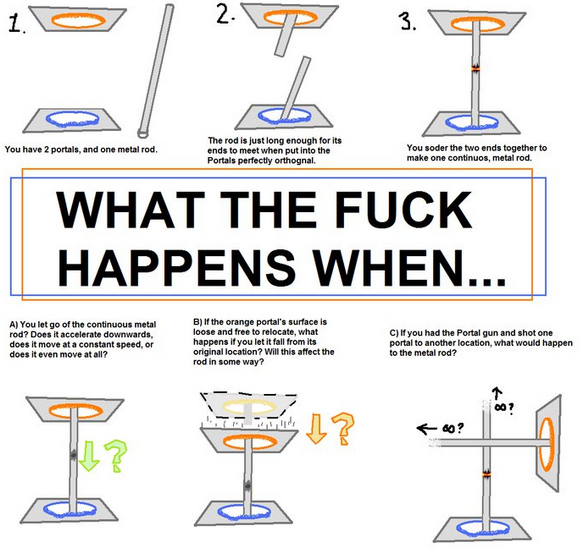 1.
2.
3.
You have 2 portals, and one metal rod.
The rod is just long enough for its
ends to meet when put into the
Portals perfectly orthognal.
You soder the two ends together to
make one continuos, metal rod.
WHAT THE FUCK
HAPPENS WHEN...
A) You let go of the continuous metal
rod? Does it accelerate downwards,
does it move at a constant speed, or
does it even move at all?
B) If the orange portal's surface is
loose and free to relocate, what
happens if you let it fall from its
original location? Will this affect the
rod in some way?
C) If you had the Portal gun and shot one
portal to another location, what would happen
to the metal rod?
?
?
∞?
∞?